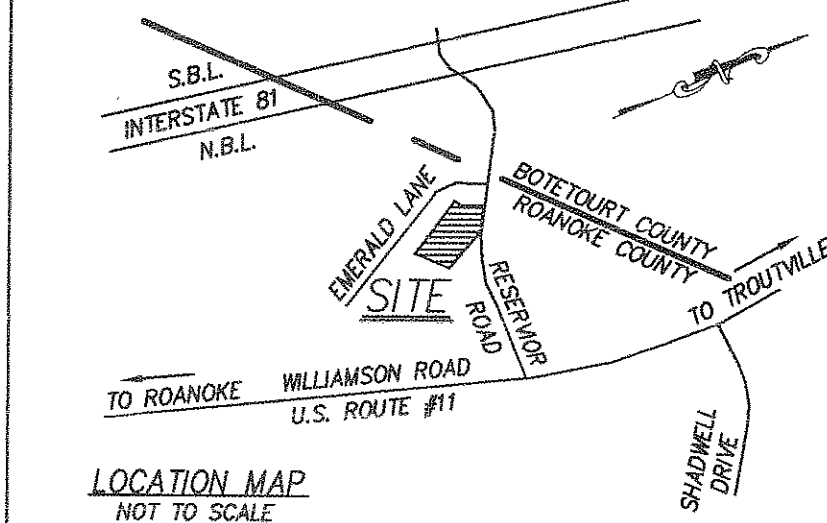 S.B.L.
INTERSTATE 81
N.B.L.
EMERALD LANE
BOTETOURT COUNTY
ROANOKE COUNTY
SITE
RESERVIOR
ROAD
TO TROUTVILLE
TO ROANOKE
WILLIAMSON ROAD
U.S. ROUTE #11
SHADWELL
DRIVE
LOCATION MAP
NOT TO SCALE
N